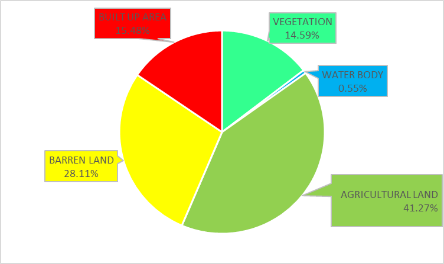 VEGETATION
14.59%
WATER BODY
0.55%
BARREN LAND
28.11%
AGRICULTURAL LAND
41.27%